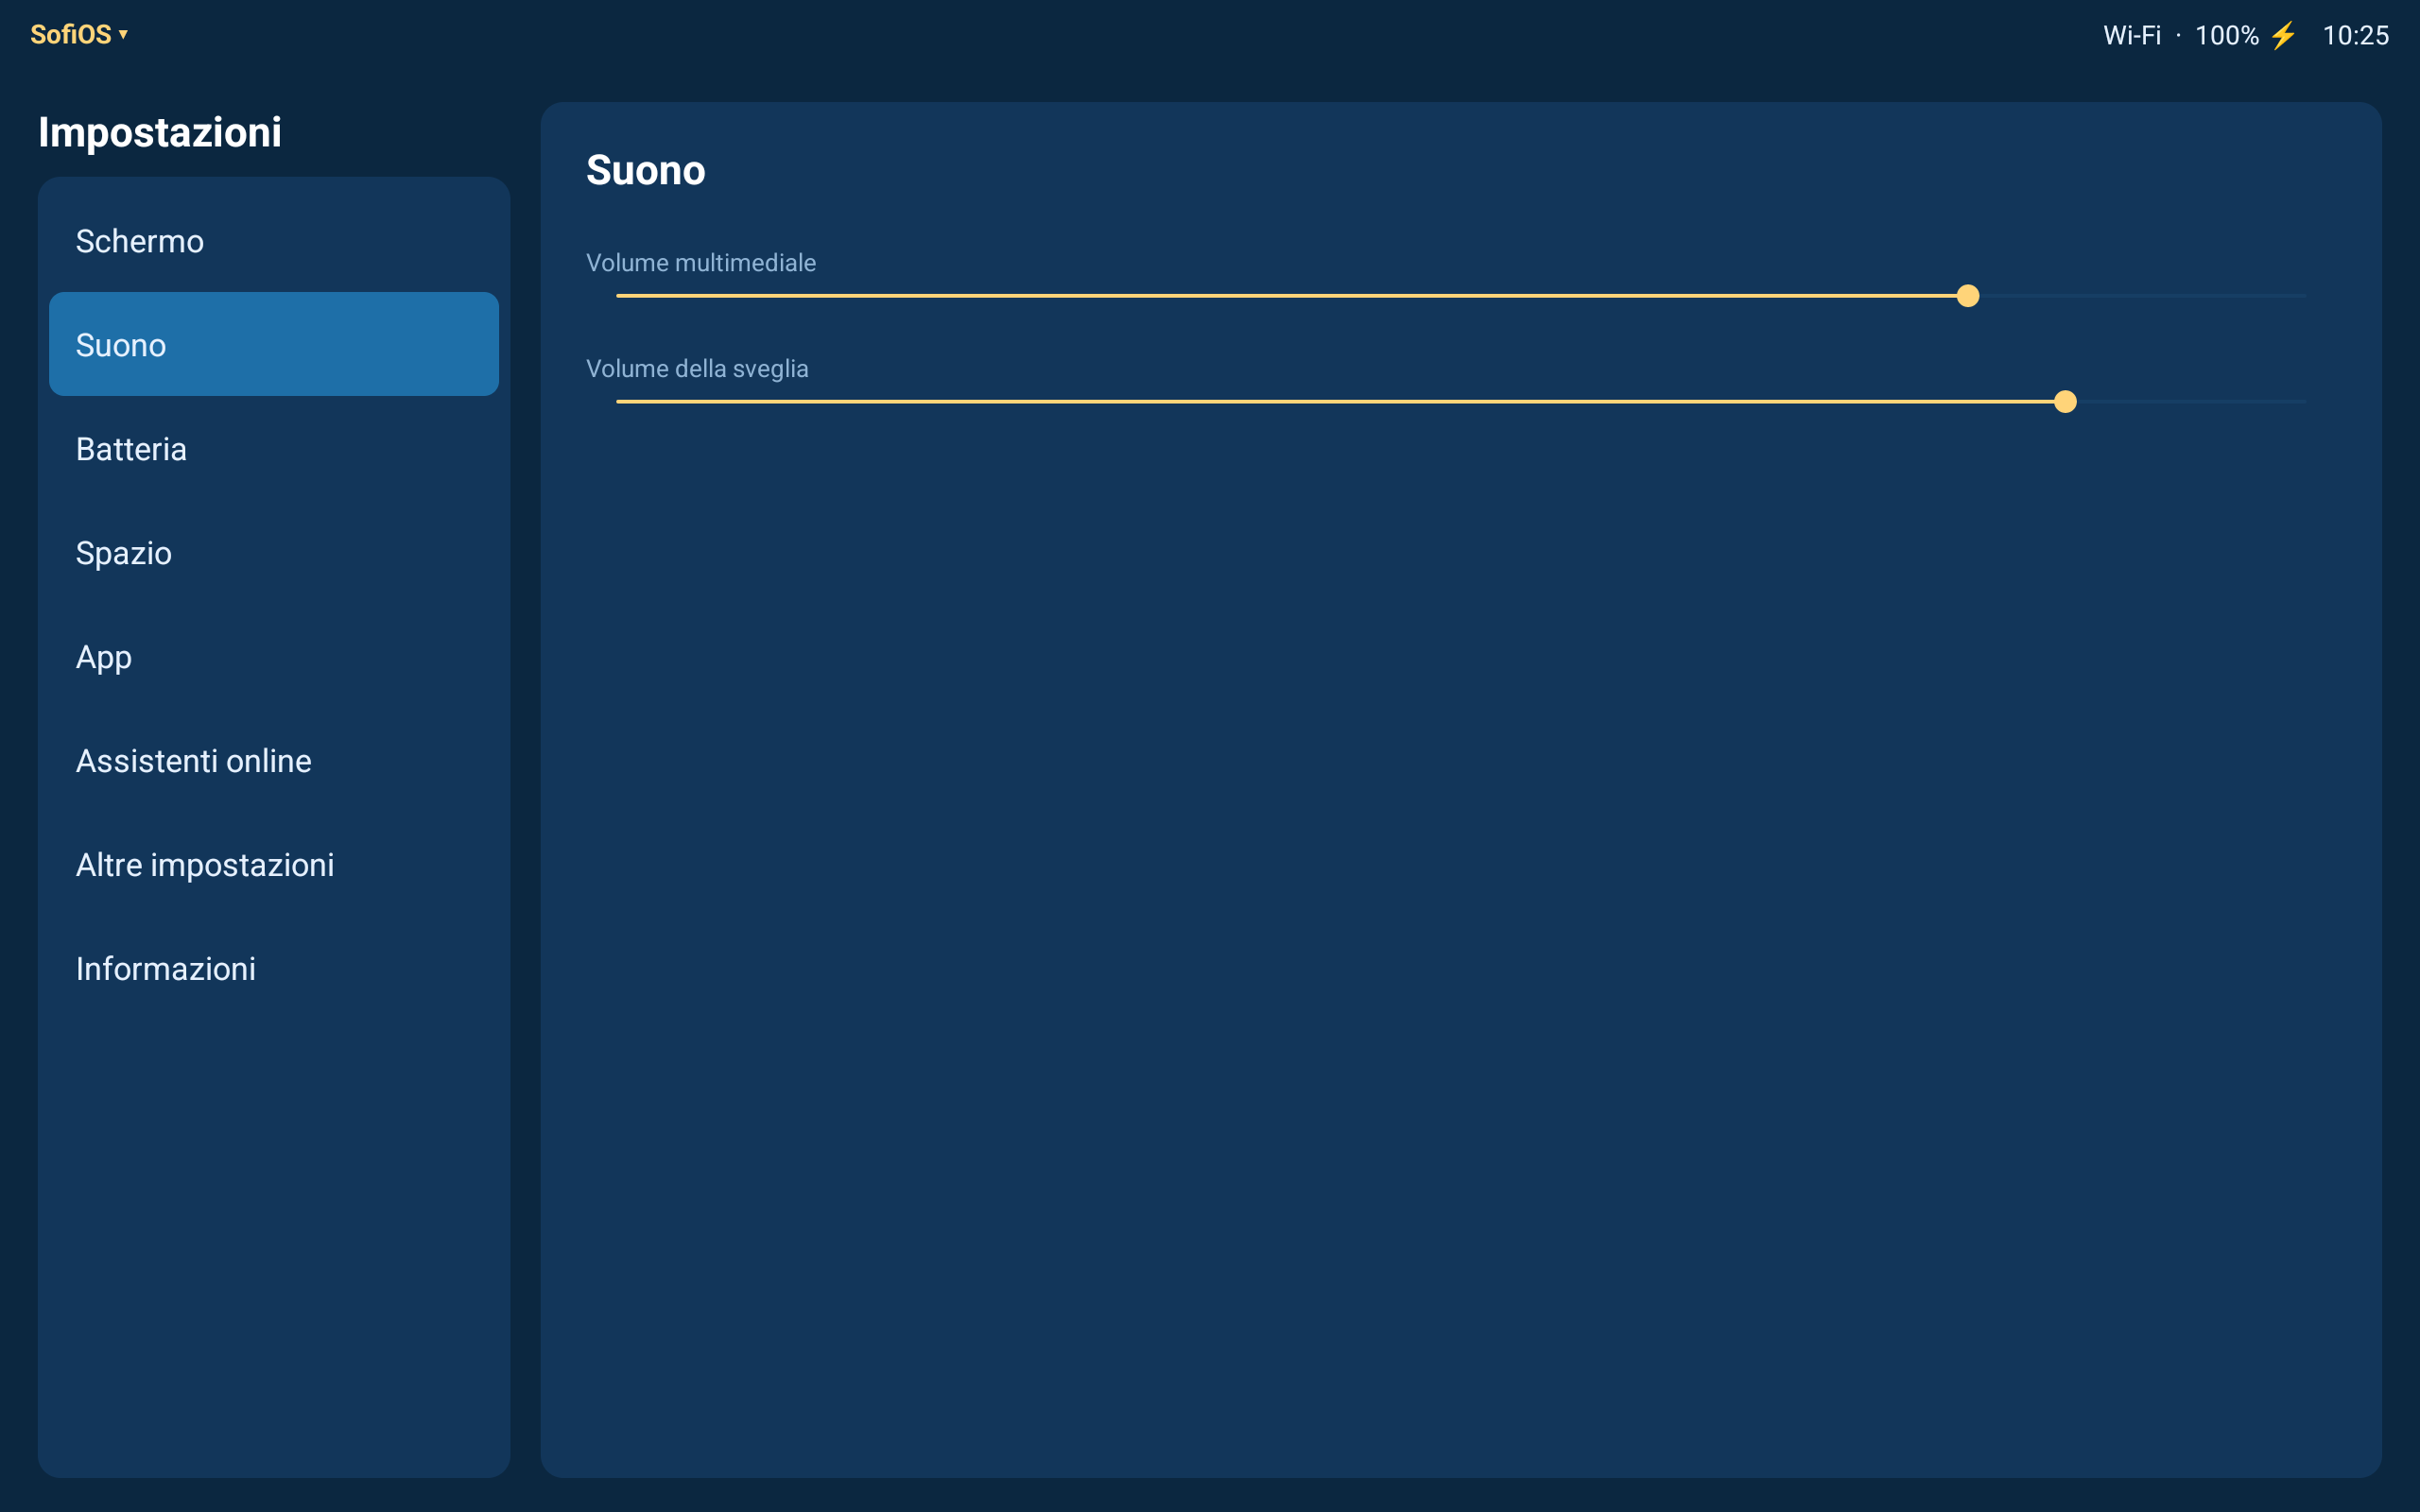 SofiOS ▾
Wi-Fi · 100% ⚡ 10:25
Impostazioni
Schermo
Suono
Batteria
Spazio
App
Assistenti online
Altre impostazioni
Informazioni
Suono
Volume multimediale
Volume della sveglia